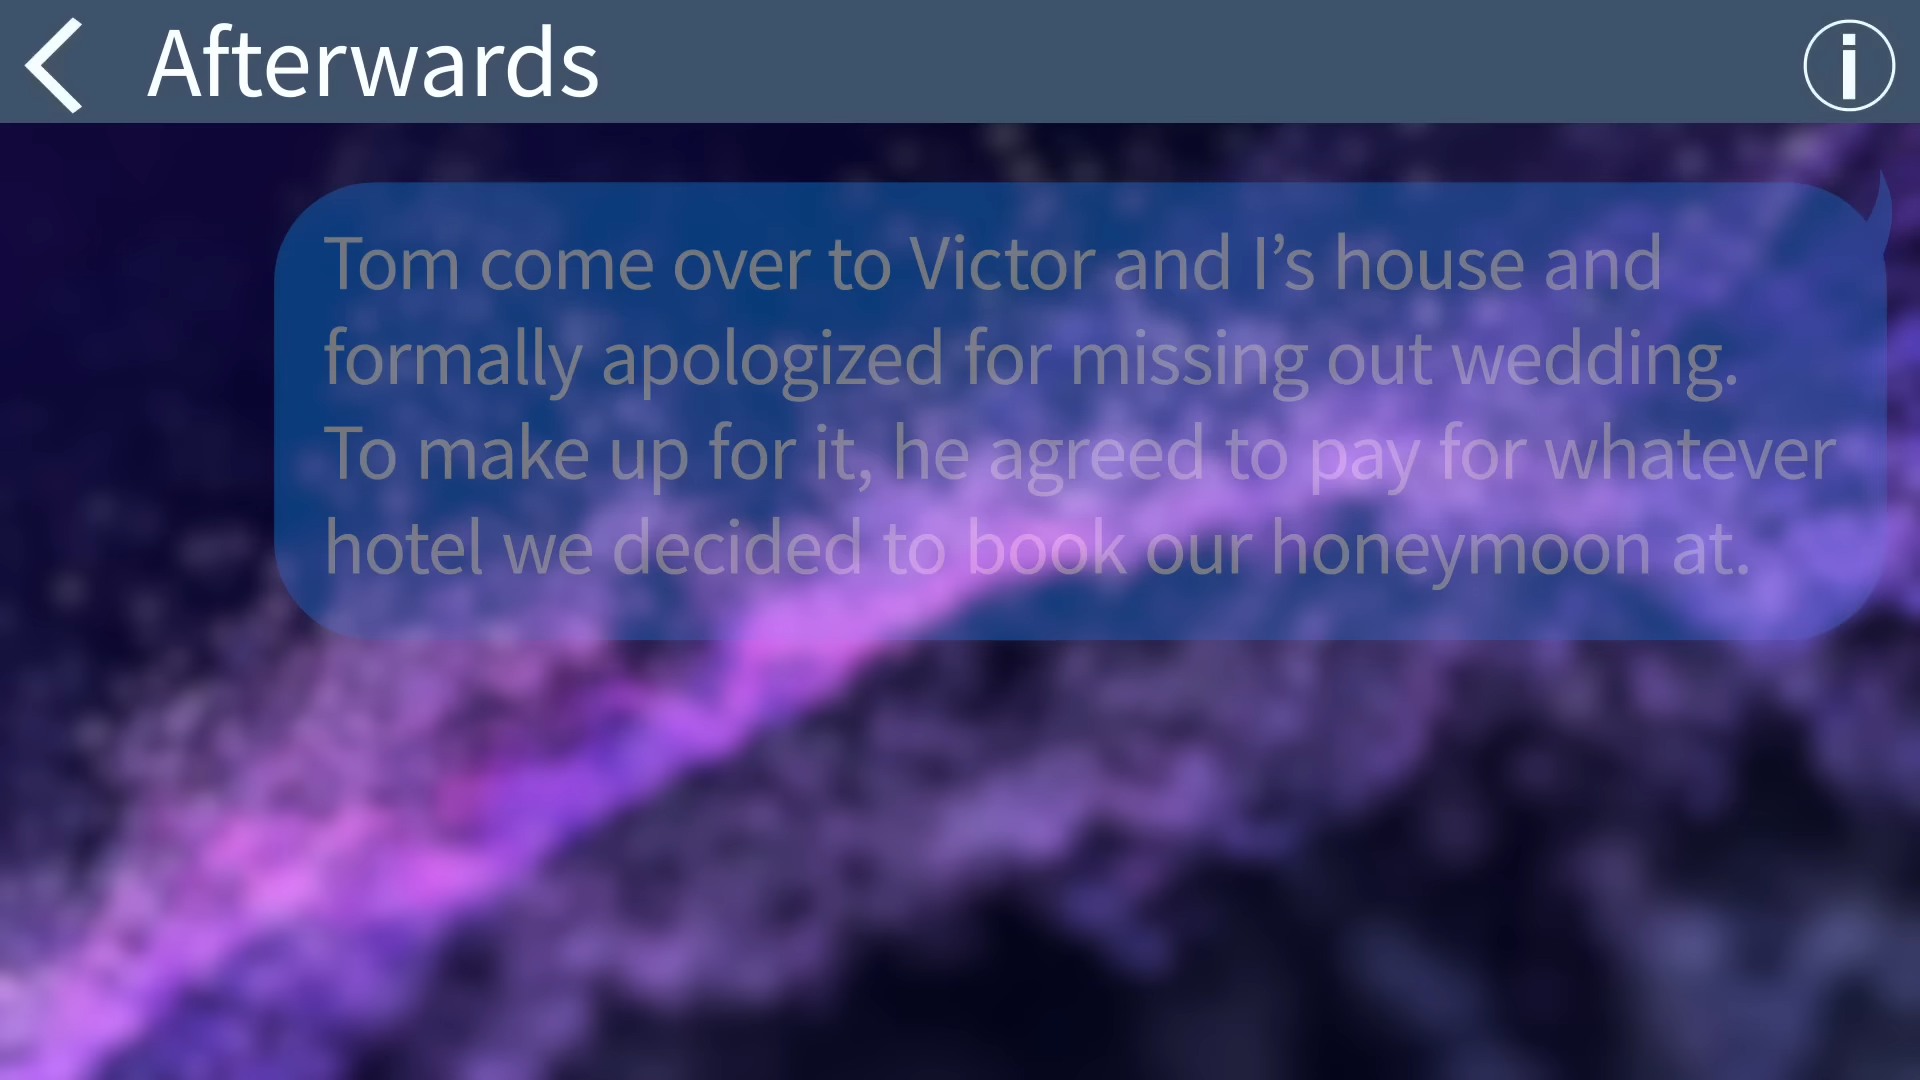 Afterwards
Tom come over to Victor and I’s house and
formally apologized for missing out wedding.
To make up for it, he agreed to pay for whatever
hotel we decided to book our honeymoon at.